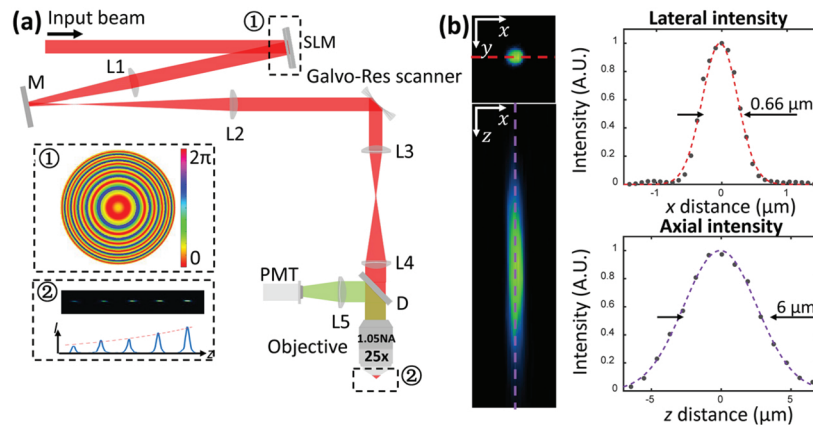 (a)
Input beam
①
SLM
L1
M
Galvo-Res scanner
L2
①
2π
0
L3
②
I
z
PMT
L4
D
L5
1.05NA
Objective
25x
②
(b)
x
y
x
z
Lateral intensity
Intensity (A.U.)
1
0.8
0.6
0.4
0.2
0
0.66 μm
-1
0
1
x distance (μm)
Axial intensity
Intensity (A.U.)
1
0.8
0.6
0.4
0.2
0
6 μm
-5
0
5
z distance (μm)